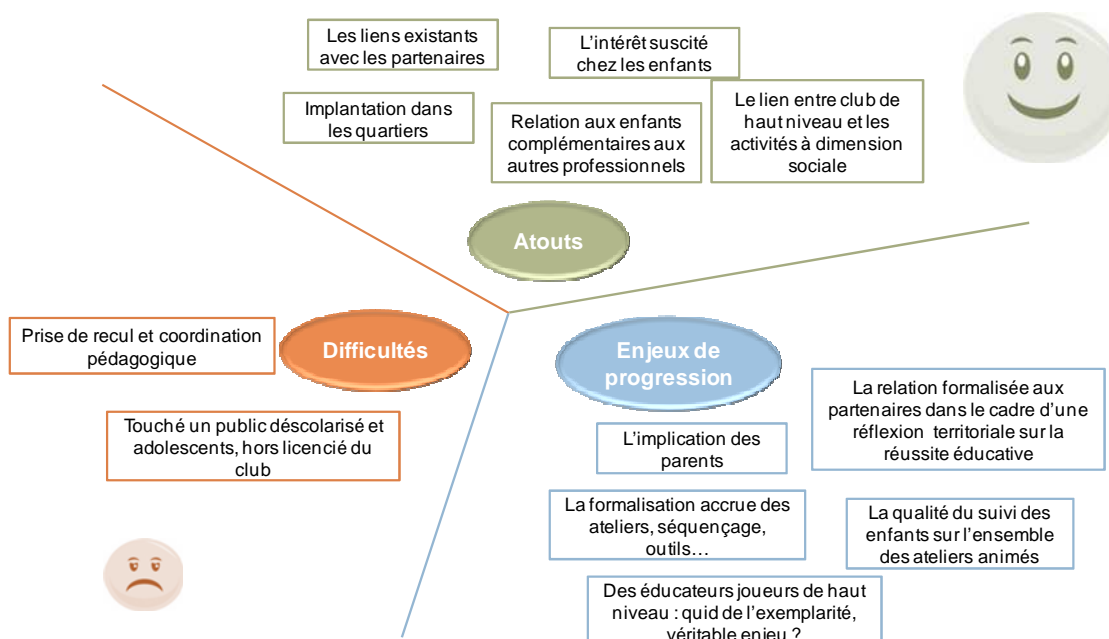 Les liens existants
avec les partenaires
L'intérêt suscité
chez les enfants
Implantation dans
les quartiers
Relation aux enfants
complémentaires aux
autres professionnels
Le lien entre club de
haut niveau et les
activités à dimension
sociale
Atouts
Prise de recul et coordination
pédagogique
Difficultés
Touché un public déscolarisé et
adolescents, hors licencié du
club
Enjeux de
progression
La relation formalisée aux
partenaires dans le cadre d'une
réflexion territoriale sur la
réussite éducative
L'implication des
parents
La formalisation accrue des
ateliers, séquençage,
outils…
La qualité du suivi des
enfants sur l'ensemble
des ateliers animés
Des éducateurs joueurs de haut
niveau : quid de l'exemplarité,
véritable enjeu ?